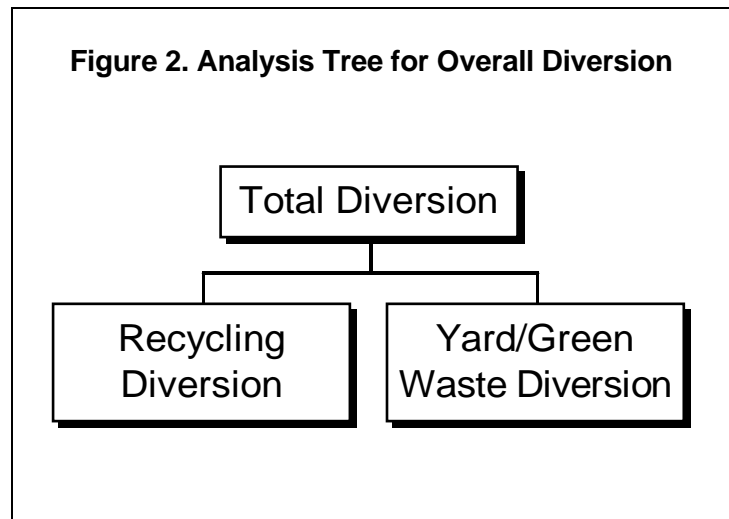 Figure 2. Analysis Tree for Overall Diversion
Total Diversion
Recycling
Diversion
Yard/Green
Waste Diversion